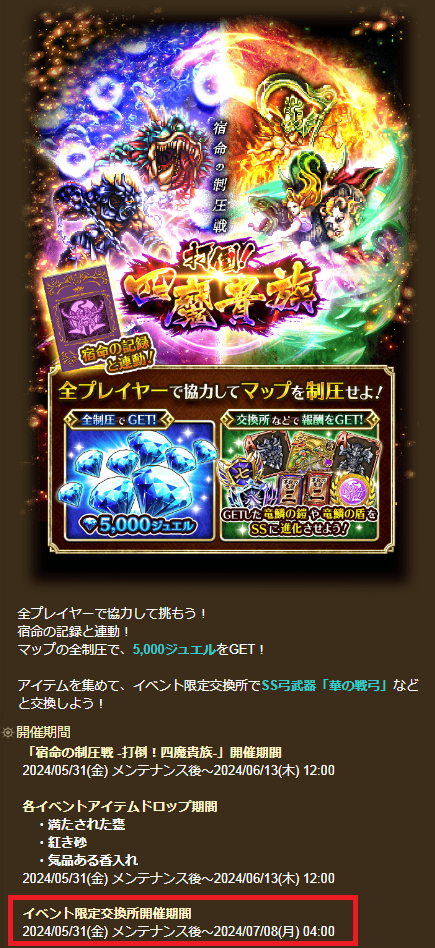 宿命の制圧戦
打倒!
四魔貴族
宿命の記録
と連動!
全プレイヤーで協力してマップを制圧せよ!
全制圧でGET!
5,000ジュエル
交換所などで報酬をGET!
GETした竜鱗の鎧や竜鱗の盾を
SSに進化させよう!
全プレイヤーで協力して挑もう!
宿命の記録と連動!
マップの全制圧で、5,000ジュエルをGET!
アイテムを集めて、イベント限定交換所でSS弓武器「華の戦弓」など
と交換しよう!
開催期間
「宿命の制圧戦 -打倒!四魔貴族-」開催期間
2024/05/31(金) メンテナンス後~2024/06/13(木) 12:00
各イベントアイテムドロップ期間
・満たされた甕
・紅き砂
・気品ある香入れ
2024/05/31(金) メンテナンス後~2024/06/13(木) 12:00
イベント限定交換所開催期間
2024/05/31(金) メンテナンス後~2024/07/08(月) 04:00